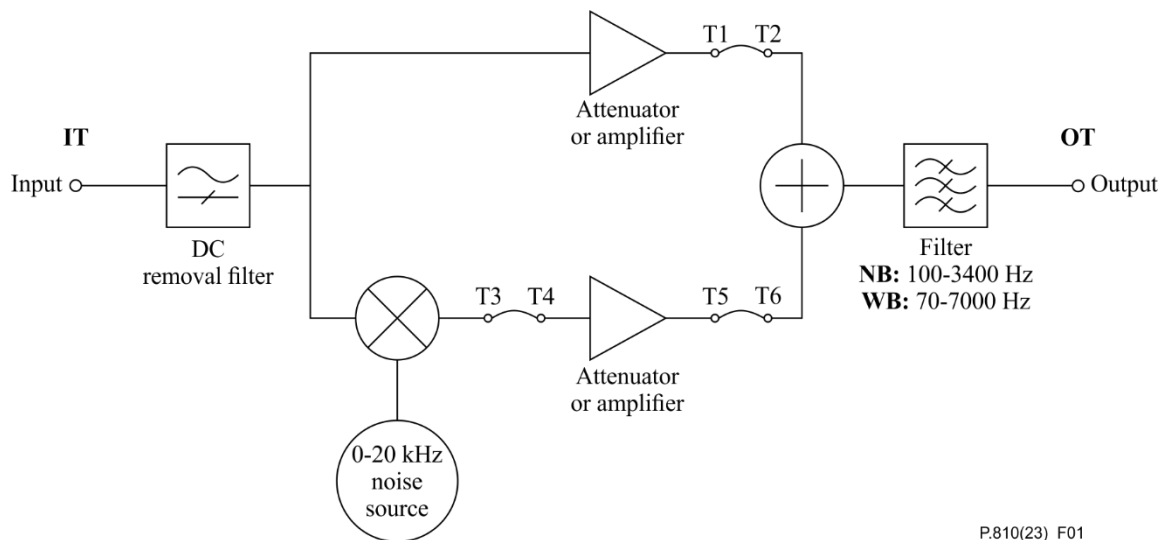 T1 T2
Attenuator
or amplifier
IT
OT
Input
Output
DC
removal filter
Filter
NB: 100-3400 Hz
WB: 70-7000 Hz
T3 T4
T5 T6
Attenuator
or amplifier
0-20 kHz
noise
source
P.810(23)_F01